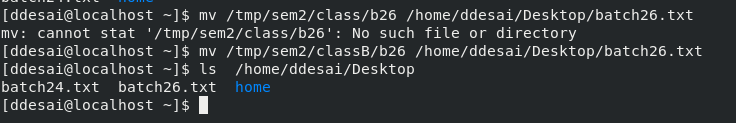 [ddesai@localhost ~]$ mv /tmp/sem2/class/b26 /home/ddesai/Desktop/batch26.txt
mv: cannot stat '/tmp/sem2/class/b26': No such file or directory
[ddesai@localhost ~]$ mv /tmp/sem2/classB/b26 /home/ddesai/Desktop/batch26.txt
[ddesai@localhost ~]$ ls  /home/ddesai/Desktop
batch24.txt  batch26.txt  home
[ddesai@localhost ~]$